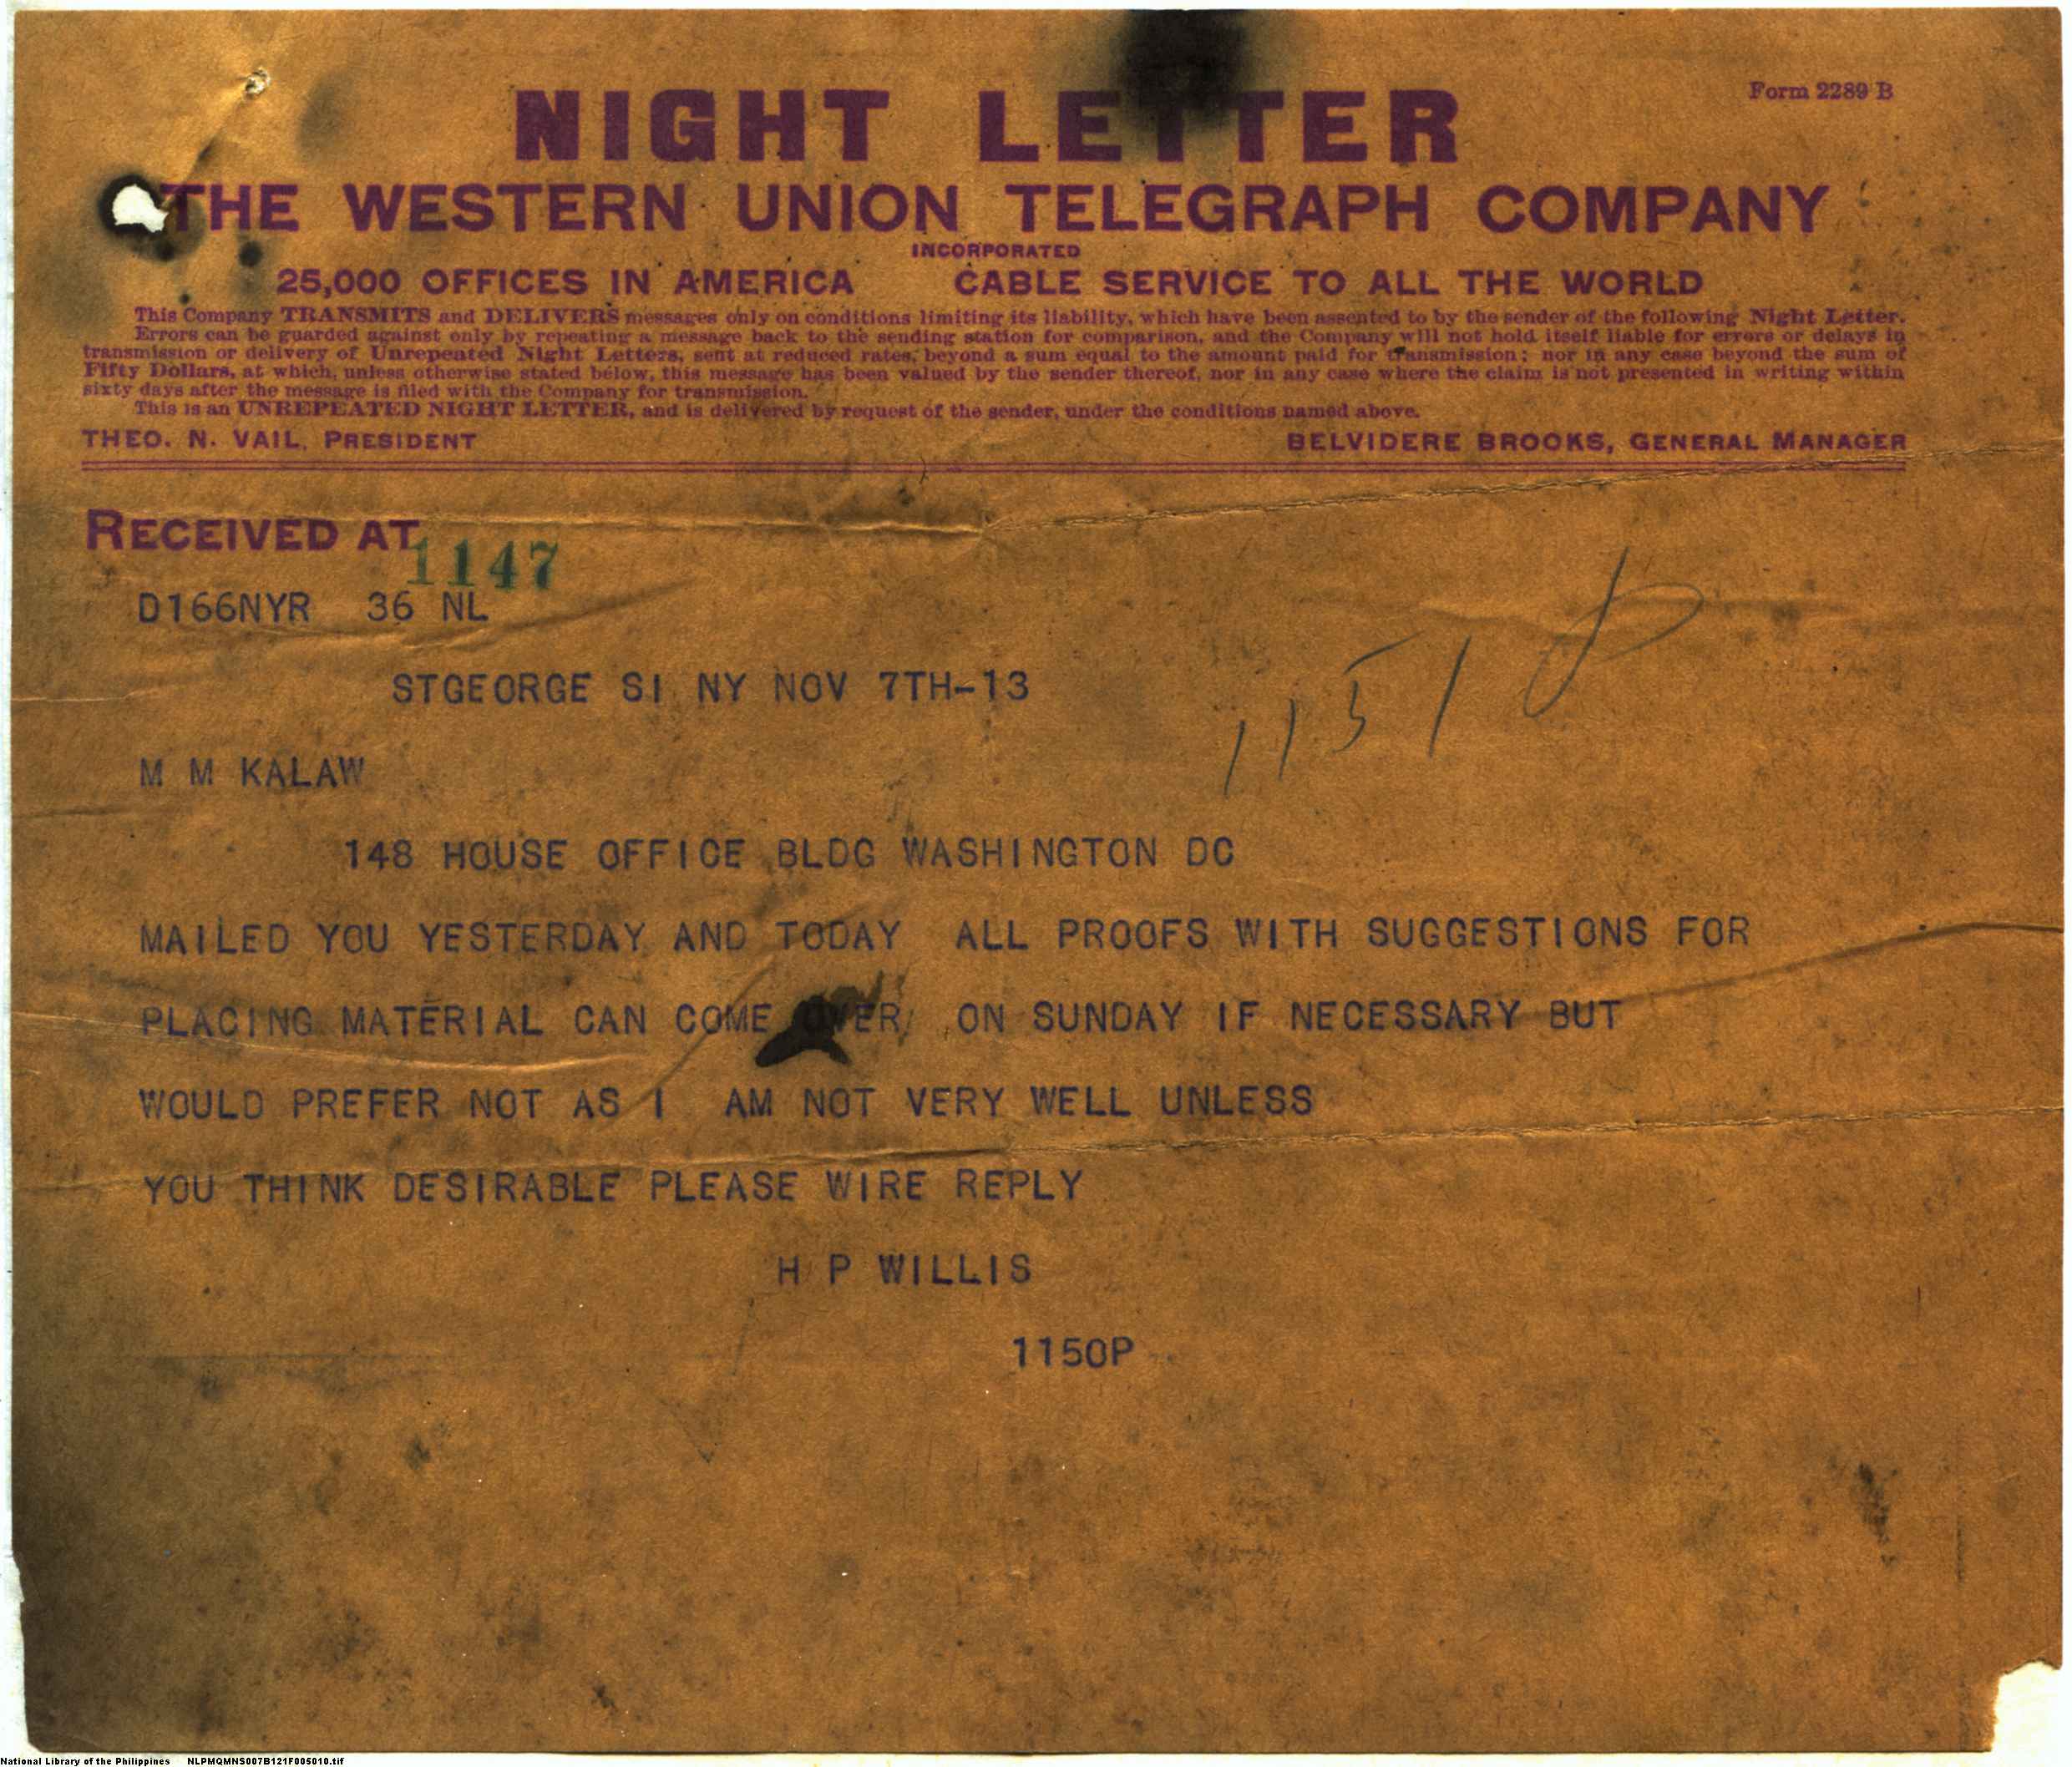 Form 2289 B
NIGHT LETTER
THE WESTERN UNION TELEGRAPH COMPANY
INCORPORATED
25,000 OFFICES IN AMERICA CABLE SERVICE TO ALL THE WORLD
This Company TRANSMITS and DELIVERS messages only on conditions limiting its liability, which have been assented to by the sender of the following Night Letter.
Errors can be guarded against only by repeating a message back to the sending station for comparison, and the Company will not hold itself liable for errors or delays in
transmission or delivery of Unrepeated Night Letters, sent at reduced rates, beyond a sum equal to the amount paid for transmission; nor in any case beyond the sum of
Fifty Dollars, at which, unless otherwise stated below, this message has been valued by the sender thereof, nor in any case where the claim is not presented in writing within
sixty days after the message is filed with the Company for transmission.
This is an UNREPEATED NIGHT LETTER, and is delivered by request of the sender, under the conditions named above.
THEO. N. VAIL, PRESIDENT BELVIDERE BROOKS, GENERAL MANAGER
RECEIVED AT
1147
D166NYR 36 NL
STGEORGE SI NY NOV 7TH-13
1151 P
M M KALAW
148 HOUSE OFFICE BLDG WASHINGTON DC
MAILED YOU YESTERDAY AND TODAY ALL PROOFS WITH SUGGESTIONS FOR
PLACING MATERIAL CAN COME OVER ON SUNDAY IF NECESSARY BUT
WOULD PREFER NOT AS I AM NOT VERY WELL UNLESS
YOU THINK DESIRABLE PLEASE WIRE REPLY
H P WILLIS
1150P
National Library of the Philippines NLPMQMNS007B121F005010.tif